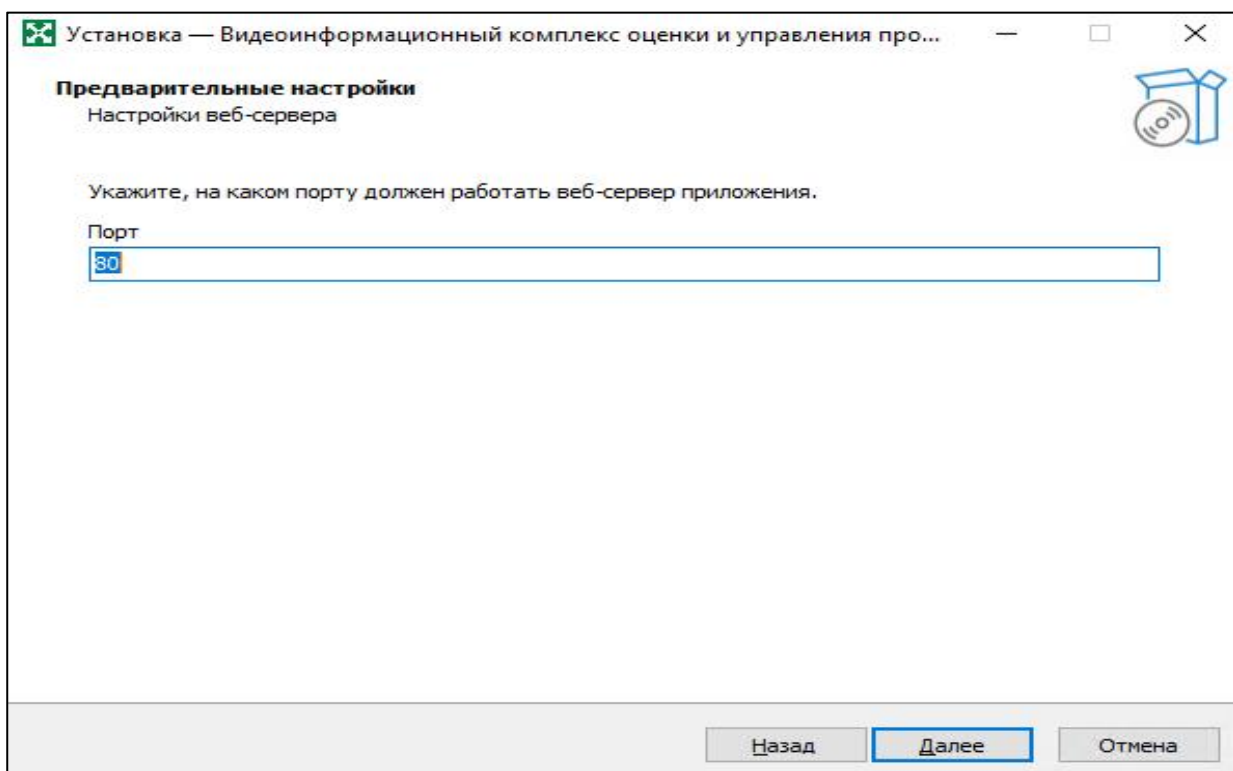 Установка — Видеоинформационный комплекс оценки и управления про...
Предварительные настройки
Настройки веб-сервера
Укажите, на каком порту должен работать веб-сервер приложения.
Порт
80
Назад
Далее
Отмена